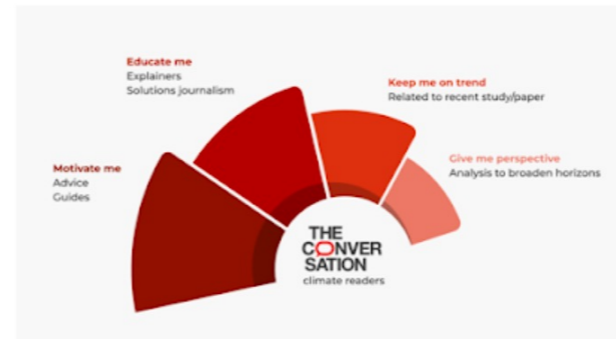 Educate me
Explainers
Solutions journalism
Keep me on trend
Related to recent study/paper
Motivate me
Advice
Guides
Give me perspective
Analysis to broaden horizons
THE
CONVER
SATION
climate readers